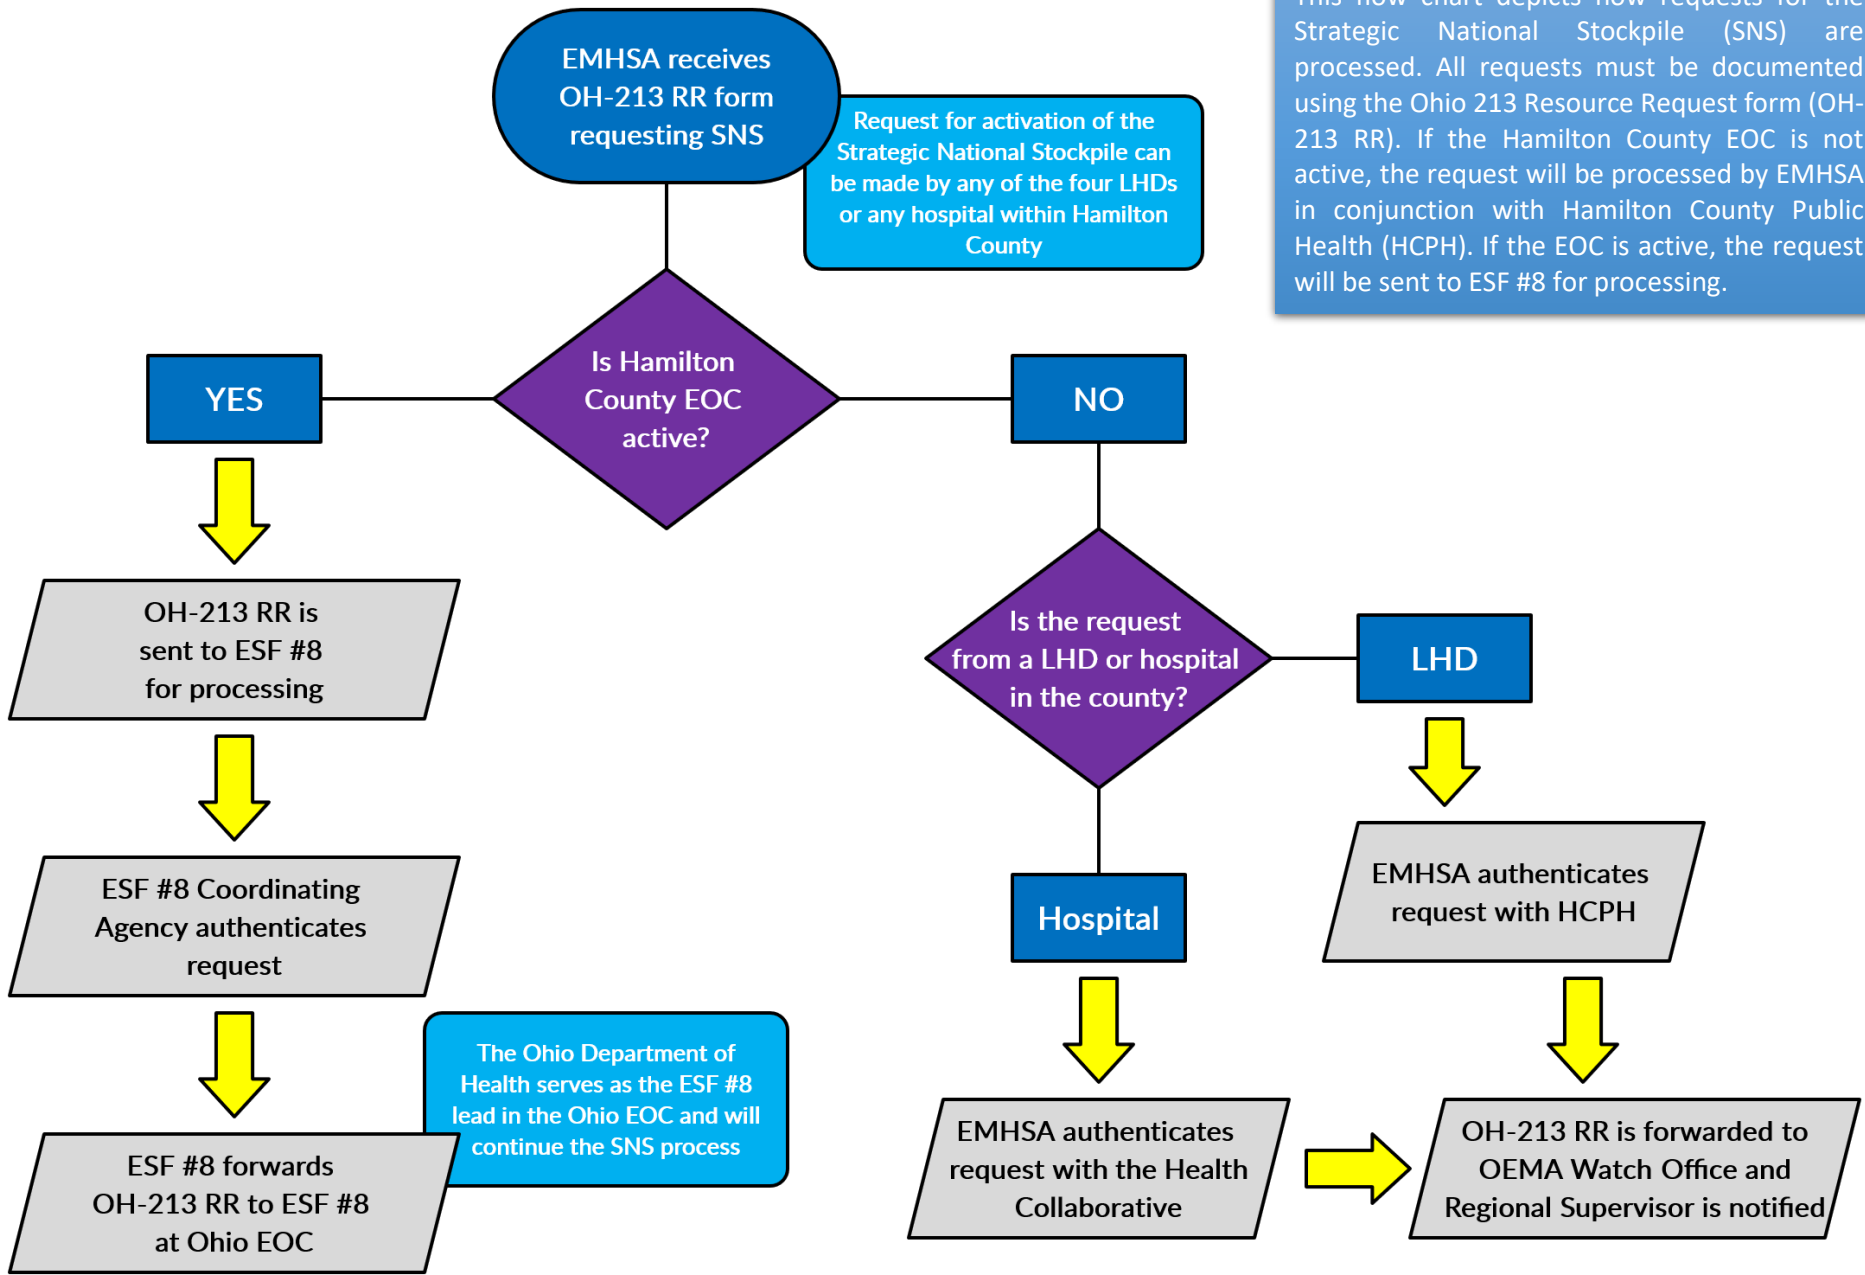 EMHSA receives
OH-213 RR form
requesting SNS
Request for activation of the
Strategic National Stockpile can
be made by any of the four LHDs
or any hospital within Hamilton
County
This flow chart depicts how requests for the
Strategic National Stockpile (SNS) are
processed. All requests must be documented
using the Ohio 213 Resource Request form (OH-
213 RR). If the Hamilton County EOC is not
active, the request will be processed by EMHSA
in conjunction with Hamilton County Public
Health (HCPH). If the EOC is active, the request
will be sent to ESF #8 for processing.
Is Hamilton
County EOC
active?
YES
NO
OH-213 RR is
sent to ESF #8
for processing
Is the request
from a LHD or hospital
in the county?
LHD
ESF #8 Coordinating
Agency authenticates
request
Hospital
EMHSA authenticates
request with HCPH
The Ohio Department of
Health serves as the ESF #8
lead in the Ohio EOC and will
continue the SNS process
ESF #8 forwards
OH-213 RR to ESF #8
at Ohio EOC
EMHSA authenticates
request with the Health
Collaborative
OH-213 RR is forwarded to
OEMA Watch Office and
Regional Supervisor is notified